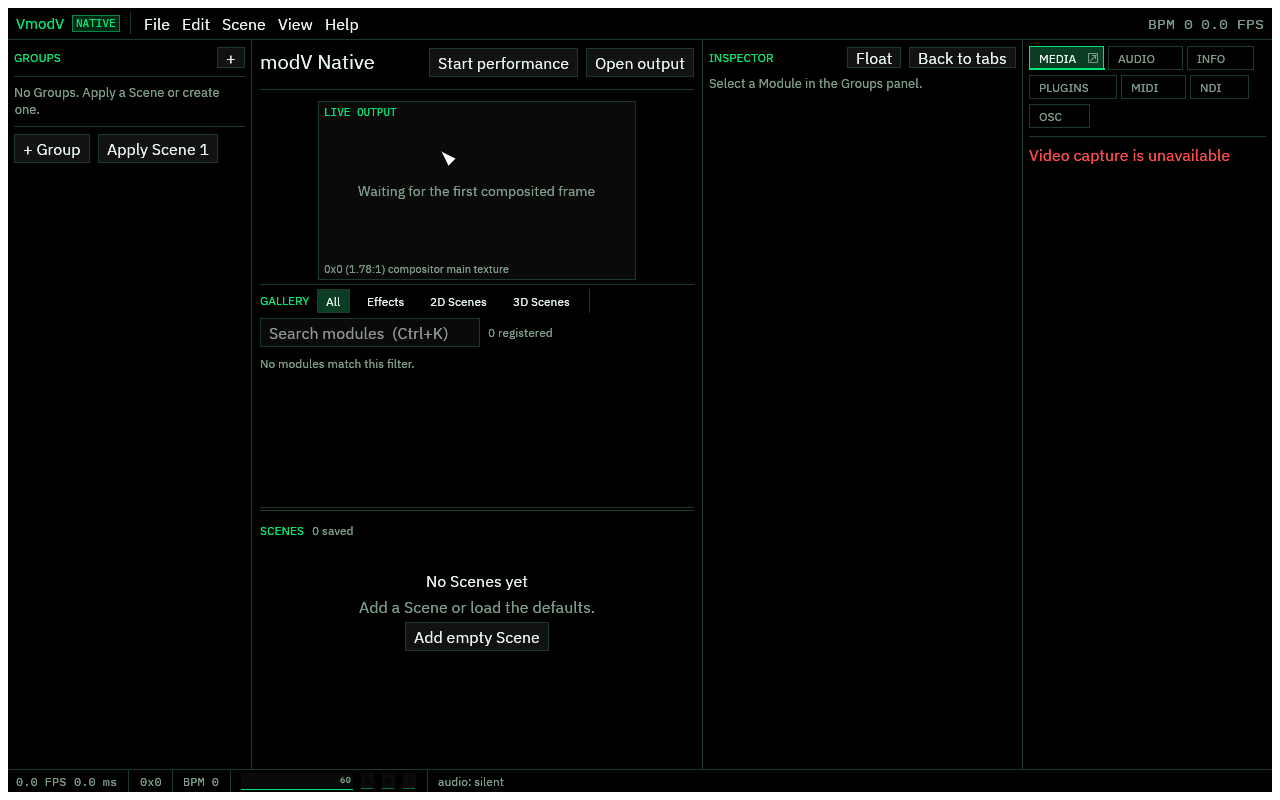 VmodV NATIVE File Edit Scene View Help BPM 0 0.0 FPS
GROUPS +
No Groups. Apply a Scene or create
one.
+ Group Apply Scene 1
modV Native Start performance Open output
LIVE OUTPUT
Waiting for the first composited frame
0x0 (1.78:1) compositor main texture
GALLERY All Effects 2D Scenes 3D Scenes
Search modules (Ctrl+K) 0 registered
No modules match this filter.
SCENES 0 saved
No Scenes yet
Add a Scene or load the defaults.
Add empty Scene
INSPECTOR Float Back to tabs
Select a Module in the Groups panel.
MEDIA AUDIO INFO
PLUGINS MIDI NDI
OSC
Video capture is unavailable
0.0 FPS 0.0 ms 0x0 BPM 0 60 audio: silent